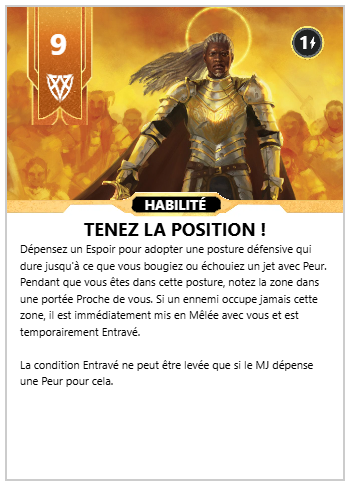 9
1
HABILITÉ
TENEZ LA POSITION !
Dépensez un Espoir pour adopter une posture défensive qui
dure jusqu'à ce que vous bougiez ou échouiez un jet avec Peur.
Pendant que vous êtes dans cette posture, notez la zone dans
une portée Proche de vous. Si un ennemi occupe jamais cette
zone, il est immédiatement mis en Mêlée avec vous et est
temporairement Entravé.
La condition Entravé ne peut être levée que si le MJ dépense
une Peur pour cela.